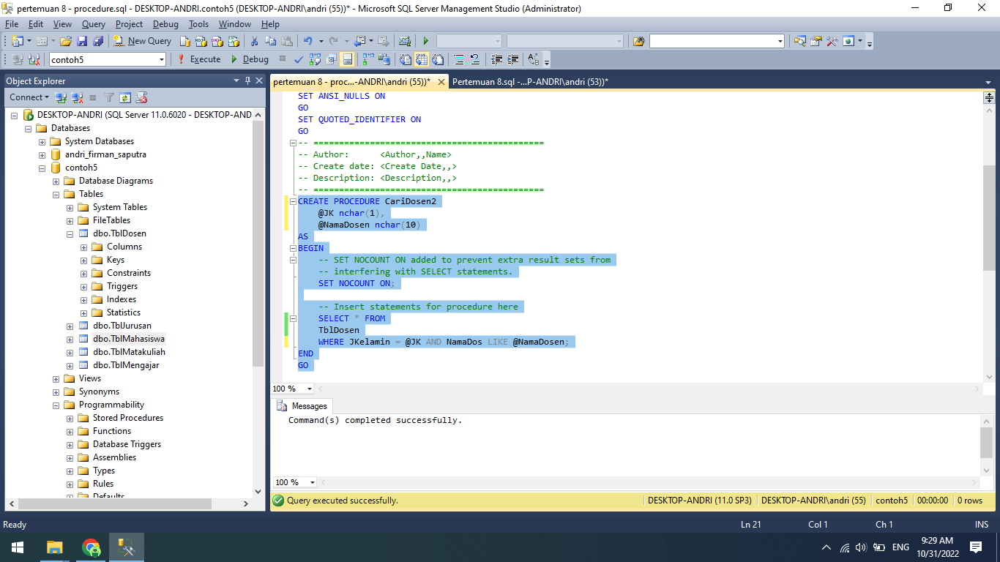 pertemuan 8 - procedure.sql - DESKTOP-ANDRI.contoh5 (DESKTOP-ANDRI\andri (55))* - Microsoft SQL Server Management Studio (Administrator)
File Edit View Query Project Debug Tools Window Help
New Query
contoh5 Execute Debug
Object Explorer
Connect
DESKTOP-ANDRI (SQL Server 11.0.6020 - DESKTOP-AND
Databases
System Databases
andri_firman_saputra
contoh5
Database Diagrams
Tables
System Tables
FileTables
dbo.TblDosen
Columns
Keys
Constraints
Triggers
Indexes
Statistics
dbo.TblJurusan
dbo.TblMahasiswa
dbo.TblMatakuliah
dbo.TblMengajar
Views
Synonyms
Programmability
Stored Procedures
Functions
Database Triggers
Assemblies
Types
Rules
Defaults
pertemuan 8 - proc...-ANDRI\andri (55))* Pertemuan 8.sql -...P-ANDRI\andri (53))*
SET ANSI_NULLS ON
GO
SET QUOTED_IDENTIFIER ON
GO
-- =============================================
-- Author:      <Author,,Name>
-- Create date: <Create Date,,>
-- Description: <Description,,>
-- =============================================
CREATE PROCEDURE CariDosen2
@JK nchar(1),
@NamaDosen nchar(10)
AS
BEGIN
-- SET NOCOUNT ON added to prevent extra result sets from
-- interfering with SELECT statements.
SET NOCOUNT ON;
-- Insert statements for procedure here
SELECT * FROM
TblDosen
WHERE JKelamin = @JK AND NamaDos LIKE @NamaDosen;
END
GO
100 %
Messages
Command(s) completed successfully.
100 %
Query executed successfully. DESKTOP-ANDRI (11.0 SP3) DESKTOP-ANDRI\andri (55) contoh5 00:00:00 0 rows
Ready Ln 21 Col 1 Ch 1 INS
ENG 9:29 AM
10/31/2022